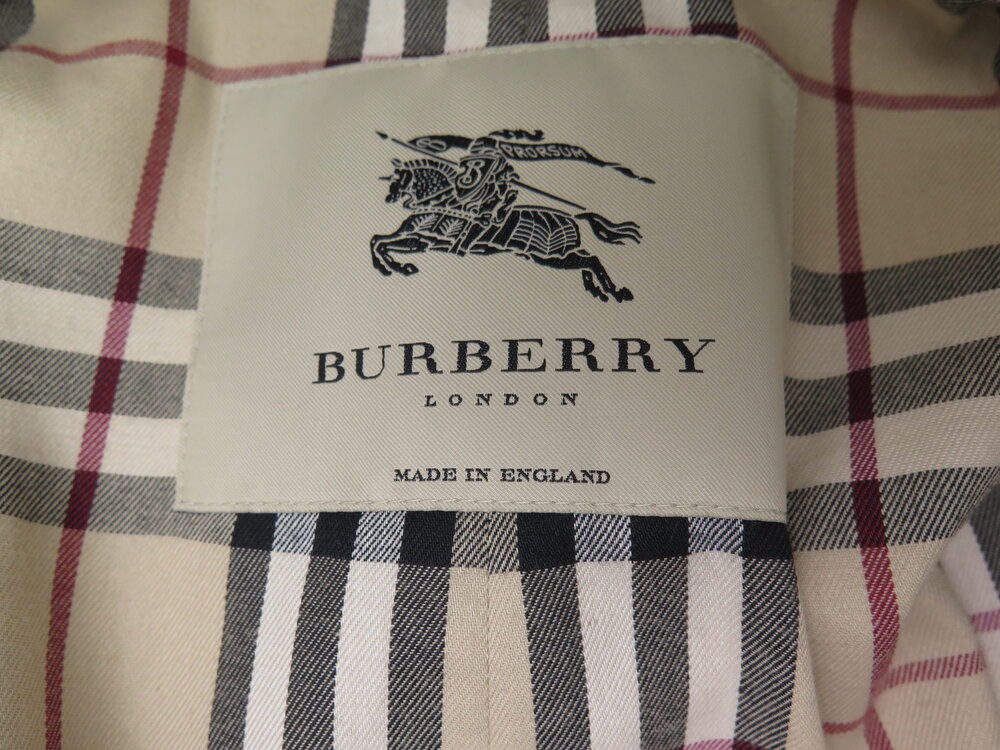 B PRORSUM
B
BURBERRY
LONDON
MADE IN ENGLAND